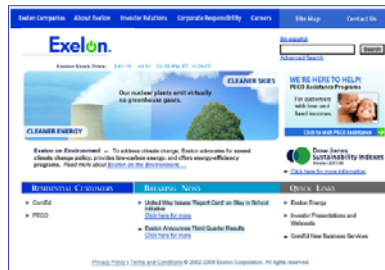 Exelon Companies About Exelon Investor Relations Corporate Responsibility Careers Site Map Contact Us
Exelon.
En español
Search
Advanced Search
Exelon Stock Price:
CLEANER SKIES
Our nuclear plants emit virtually
no greenhouse gases.
CLEANER ENERGY
WE'RE HERE TO HELP!
PECO Assistance Programs
For customers
with low and
fixed incomes.
Click to visit PECO Assistance
Exelon on Environment — To address climate change, Exelon advocates for sound
climate change policy, provides low-carbon energy, and offers energy-efficiency
programs. Read more about Exelon on the Environment...
Dow Jones
Sustainability Indexes
Click here for more information
RESIDENTIAL CUSTOMERS
ComEd
PECO
BREAKING NEWS
United Way Issues 'Report Card' on Stay in School
Initiative
Click here for more
Exelon Announces Third Quarter Results
Click here for more
QUICK LINKS
Exelon Energy
Investor Presentations and
Webcasts
ComEd New Business Services
Privacy Policy | Terms and Conditions © 2002-2009 Exelon Corporation. All rights reserved.